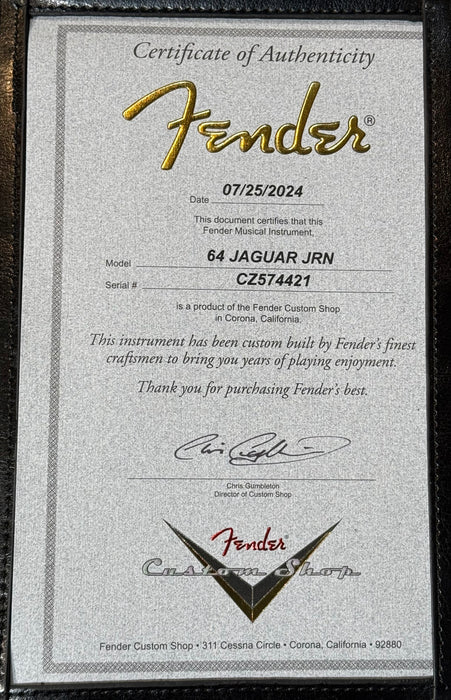 Certificate of Authenticity
Fender®
Date 07/25/2024
This document certifies that this
Fender Musical Instrument,
Model 64 JAGUAR JRN
Serial # CZ574421
is a product of the Fender Custom Shop
in Corona, California.
This instrument has been custom built by Fender's finest
craftsmen to bring you years of playing enjoyment.
Thank you for purchasing Fender's best.
Chris Gumbleton
Director of Custom Shop
Fender
Custom Shop
Fender Custom Shop • 311 Cessna Circle • Corona, California • 92880